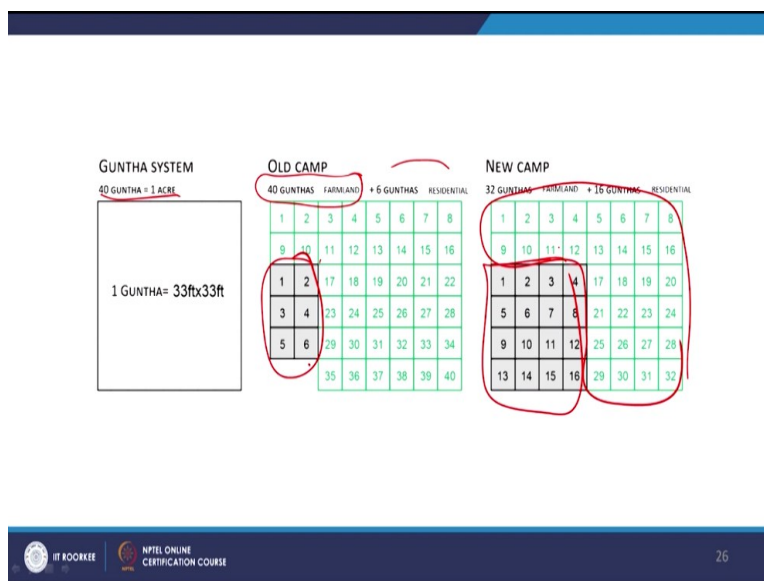 GUNTHA SYSTEM
40 GUNTHA = 1 ACRE
1 GUNTHA= 33ftx33ft
OLD CAMP
40 GUNTHAS FARMLAND + 6 GUNTHAS RESIDENTIAL
1 2 3 4 5 6 7 8
9 10 11 12 13 14 15 16
1 2 17 18 19 20 21 22
3 4 23 24 25 26 27 28
5 6 29 30 31 32 33 34
35 36 37 38 39 40
NEW CAMP
32 GUNTHAS FARMLAND + 16 GUNTHAS RESIDENTIAL
1 2 3 4 5 6 7 8
9 10 11 12 13 14 15 16
1 2 3 4 17 18 19 20
5 6 7 8 21 22 23 24
9 10 11 12 25 26 27 28
13 14 15 16 29 30 31 32
IIT ROORKEE
NPTEL ONLINE
CERTIFICATION COURSE
26